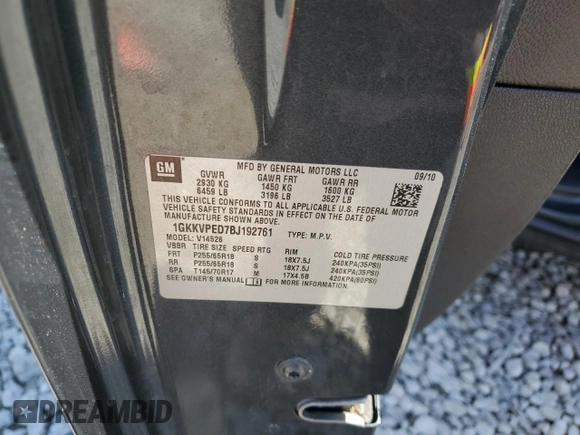 GM
MFD BY GENERAL MOTORS LLC
09/10
GVWR GAWR FRT GAWR RR
2930 KG 1450 KG 1600 KG
6459 LB 3196 LB 3527 LB
THIS VEHICLE CONFORMS TO ALL APPLICABLE U.S. FEDERAL MOTOR
VEHICLE SAFETY STANDARDS IN EFFECT ON THE DATE OF
MANUFACTURE SHOWN ABOVE.
1GKKVPED7BJ192761 TYPE: M.P.V.
MODEL: V14526
VBBR TIRE SIZE SPEED RTG RIM COLD TIRE PRESSURE
FRT P255/65R18 S 18X7.5J 240KPA(35PSI)
RR P255/65R18 S 18X7.5J 240KPA(35PSI)
SPA T145/70R17 M 17X4.5B 420KPA(60PSI)
SEE OWNER'S MANUAL FOR MORE INFORMATION.
DREAMBID